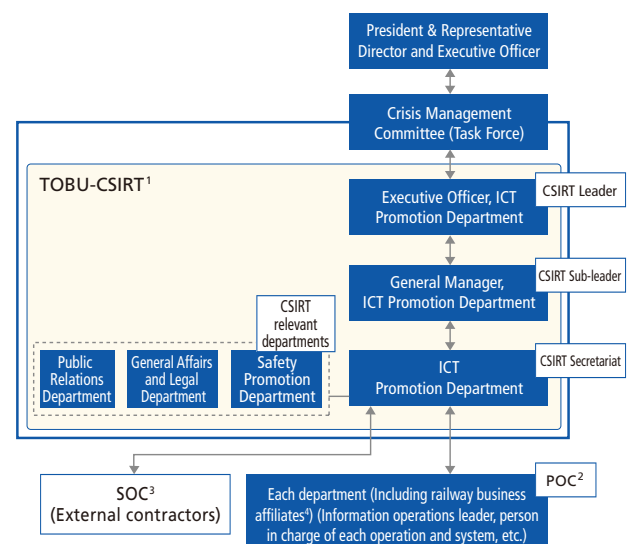 President & Representative
Director and Executive Officer
Crisis Management
Committee (Task Force)
TOBU-CSIRT¹
Executive Officer, ICT
Promotion Department
CSIRT Leader
General Manager,
ICT Promotion Department
CSIRT Sub-leader
CSIRT
relevant
departments
Public
Relations
Department
General Affairs
and Legal
Department
Safety
Promotion
Department
ICT
Promotion Department
CSIRT Secretariat
SOC³
(External contractors)
POC²
Each department (Including railway business
affiliates⁴) (Information operations leader, person
in charge of each operation and system, etc.)